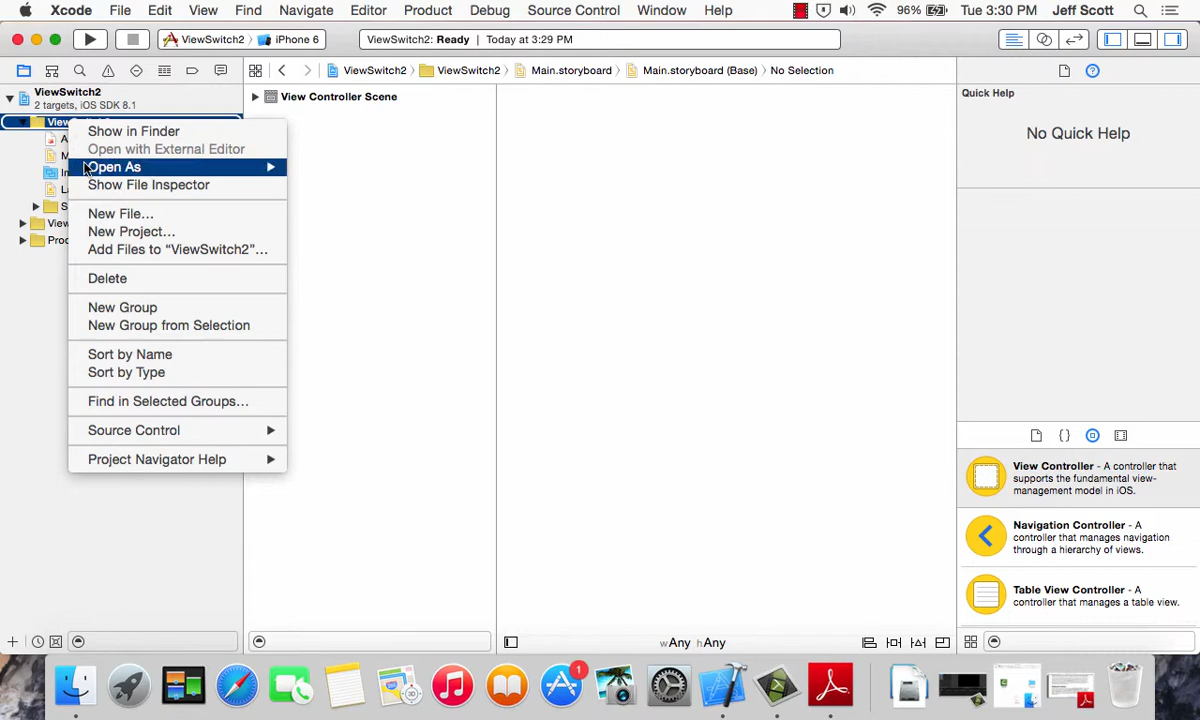 Xcode File Edit View Find Navigate Editor Product Debug Source Control Window Help 96% Tue 3:30 PM Jeff Scott
ViewSwitch2 iPhone 6 ViewSwitch2: Ready | Today at 3:29 PM
ViewSwitch2 ViewSwitch2 Main.storyboard Main.storyboard (Base) No Selection
ViewSwitch2
2 targets, iOS SDK 8.1
View Controller Scene
Quick Help
No Quick Help
Show in Finder
Open with External Editor
Open As
Show File Inspector
New File…
New Project…
Add Files to “ViewSwitch2”…
Delete
New Group
New Group from Selection
Sort by Name
Sort by Type
Find in Selected Groups…
Source Control
Project Navigator Help
View Controller - A controller that
supports the fundamental view-
management model in iOS.
Navigation Controller - A
controller that manages navigation
through a hierarchy of views.
Table View Controller - A
controller that manages a table view.
wAny hAny
1